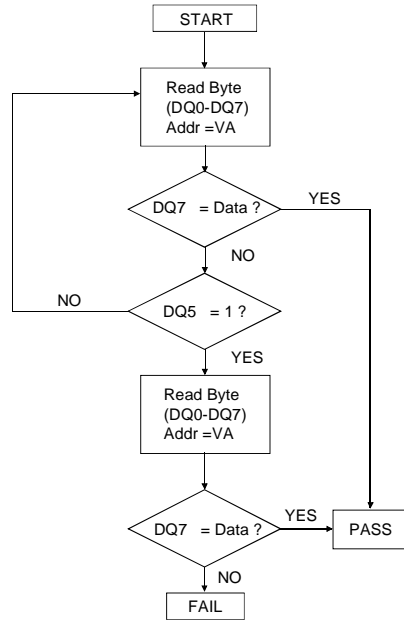 START
Read Byte
(DQ0-DQ7)
Addr =VA
DQ7 = Data ?
YES
NO
DQ5 = 1 ?
NO
YES
Read Byte
(DQ0-DQ7)
Addr =VA
DQ7 = Data ?
YES
PASS
NO
FAIL